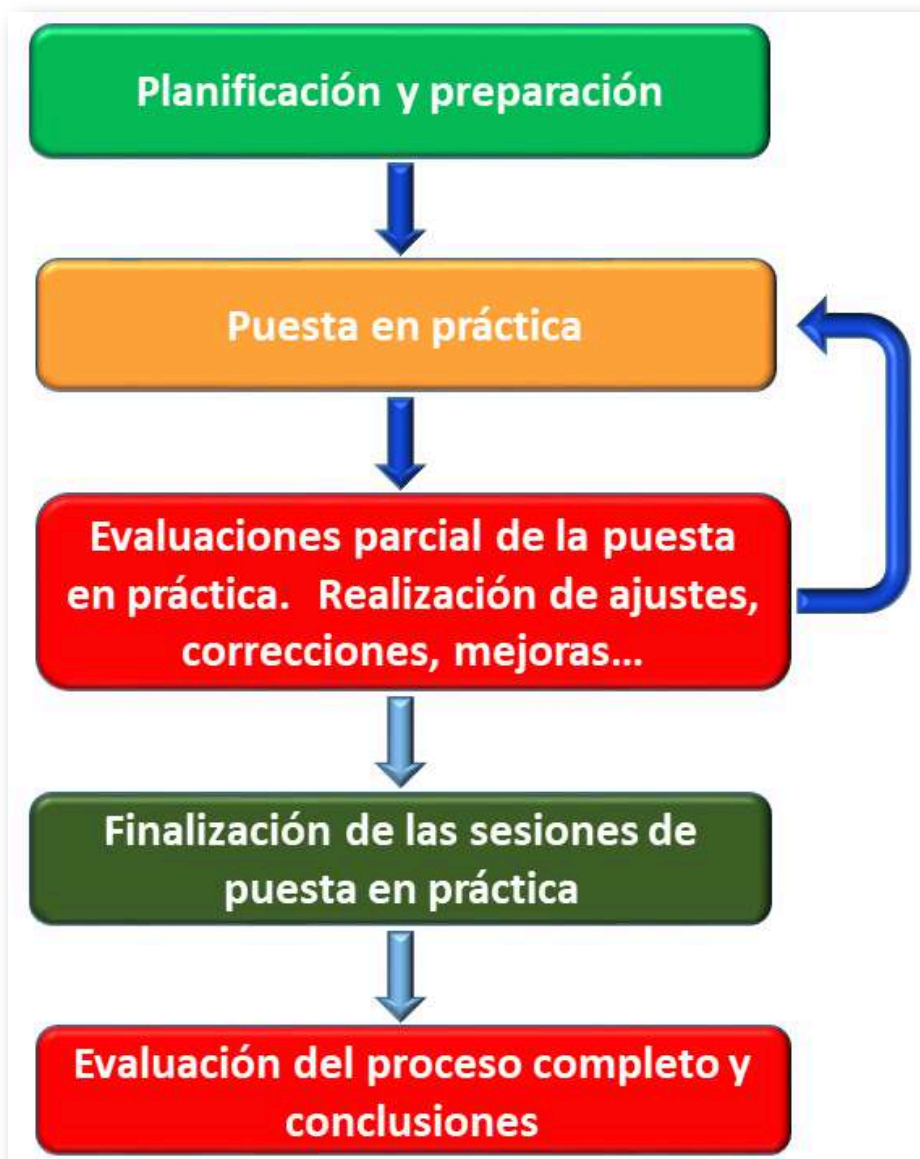 Planificación y preparación
Puesta en práctica
Evaluaciones parcial de la puesta
en práctica. Realización de ajustes,
correcciones, mejoras...
Finalización de las sesiones de
puesta en práctica
Evaluación del proceso completo y
conclusiones